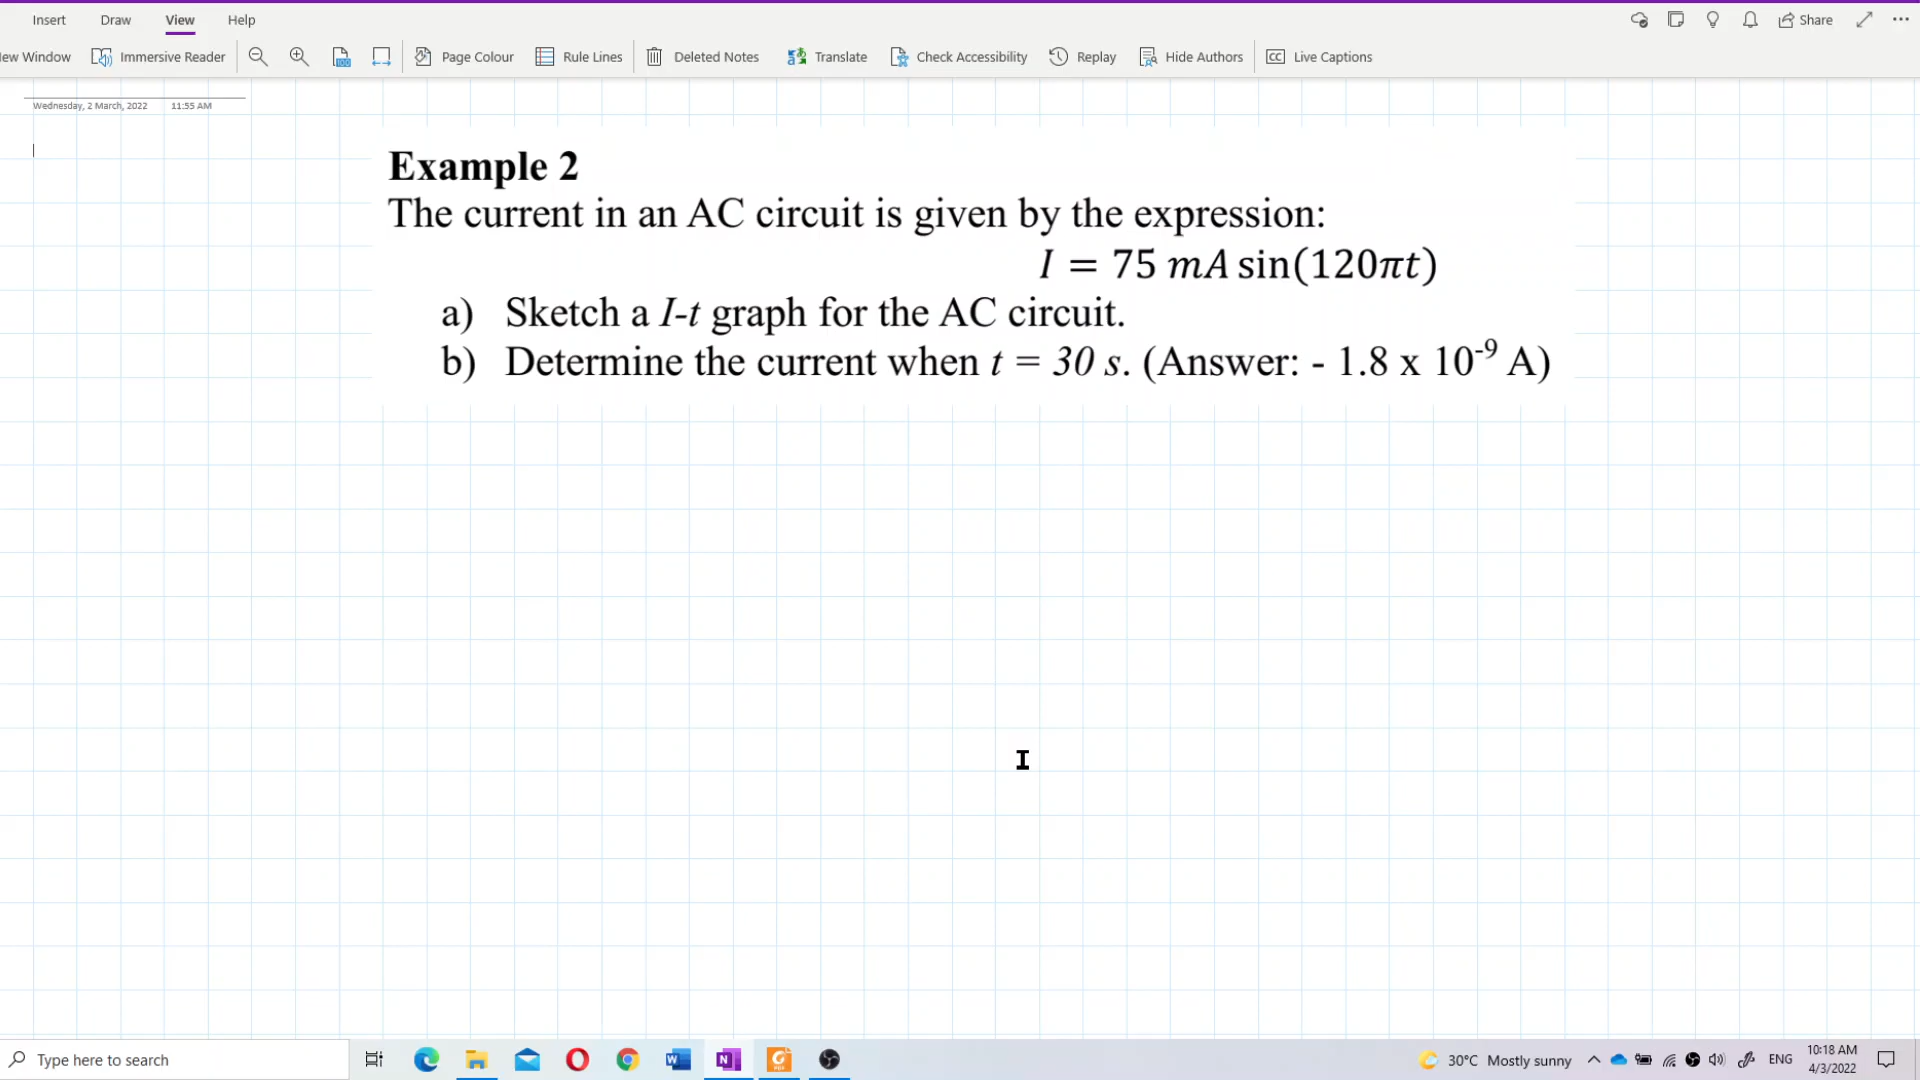 Insert Draw View Help Share
ew Window Immersive Reader Page Colour Rule Lines Deleted Notes Translate Check Accessibility Replay Hide Authors Live Captions
Wednesday, 2 March, 2022 11:55 AM
Example 2
The current in an AC circuit is given by the expression:
I = 75 mA sin(120πt)
a) Sketch a I-t graph for the AC circuit.
b) Determine the current when t = 30 s. (Answer: - 1.8 x 10⁻⁹ A)
Type here to search 30°C Mostly sunny ENG 10:18 AM
4/3/2022